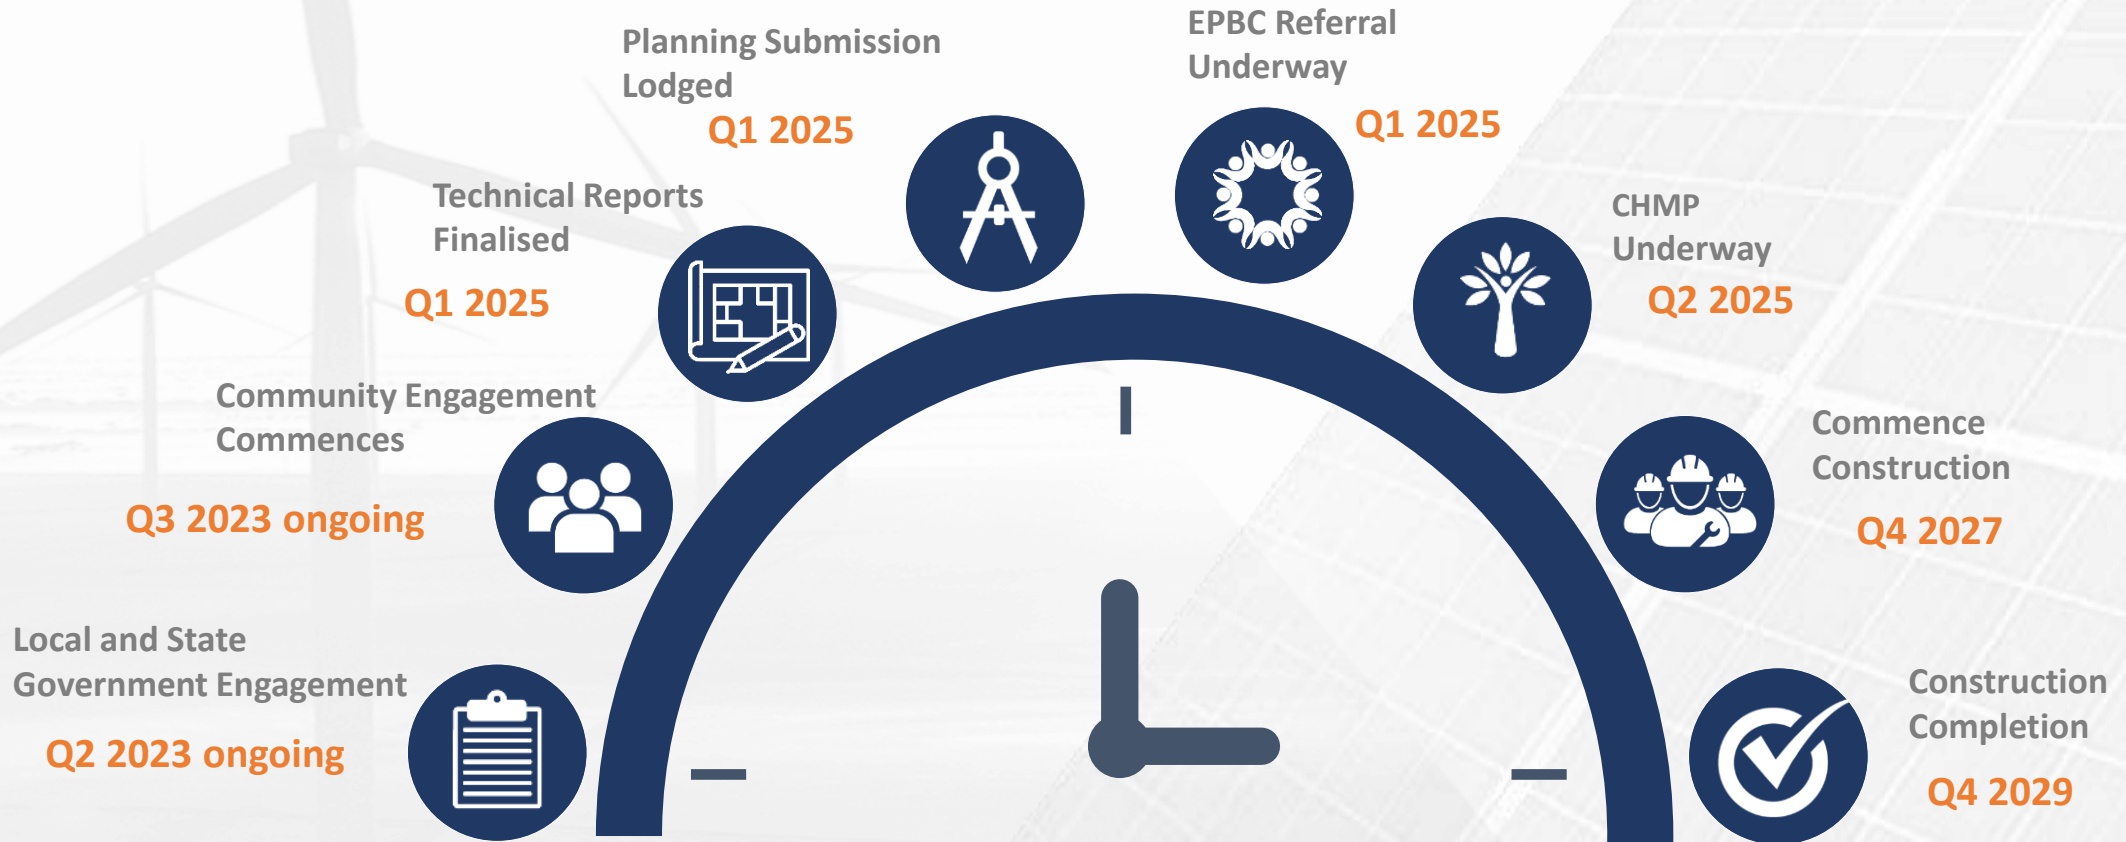 Local and State
Government Engagement
Q2 2023 ongoing
Community Engagement
Commences
Q3 2023 ongoing
Technical Reports
Finalised
Q1 2025
Planning Submission
Lodged
Q1 2025
EPBC Referral
Underway
Q1 2025
CHMP
Underway
Q2 2025
Commence
Construction
Q4 2027
Construction
Completion
Q4 2029